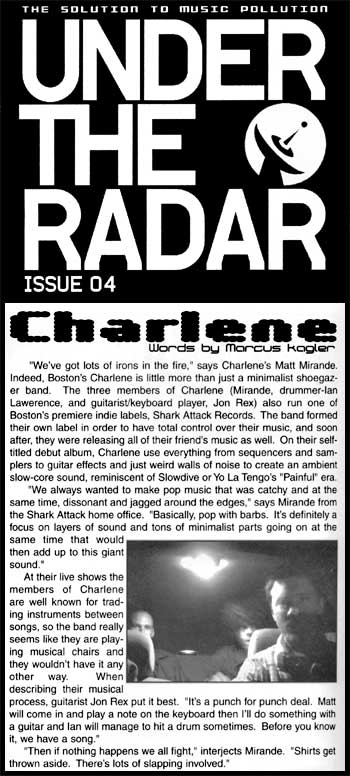 THE SOLUTION TO MUSIC POLLUTION
UNDER
THE
RADAR
ISSUE 04
Charlene
Words by Marcus Kagler
"We've got lots of irons in the fire," says Charlene's Matt Mirande.
Indeed, Boston's Charlene is little more than just a minimalist shoegaz-
er band. The three members of Charlene (Mirande, drummer-Ian
Lawerence, and guitarist/keyboard player, Jon Rex) also run one of
Boston's premiere indie labels, Shark Attack Records. The band formed
their own label in order to have total control over their music, and soon
after, they were releasing all of their friend's music as well. On their self-
titled debut album, Charlene use everything from sequencers and sam-
plers to guitar effects and just weird walls of noise to create an ambient
slow-core sound, reminiscent of Slowdive or Yo La Tengo's "Painful" era.
"We always wanted to make pop music that was catchy and at the
same time, dissonant and jagged around the edges," says Mirande from
the Shark Attack home office. "Basically, pop with barbs. It's definitely a
focus on layers of sound and tons of minimalist parts going on at the
same time that would
then add up to this giant
sound."
At their live shows the
members of Charlene
are well known for trad-
ing instruments between
songs, so the band really
seems like they are play-
ing musical chairs and
they wouldn't have it any
other way. When
describing their musical
process, guitarist Jon Rex put it best. "It's a punch for punch deal. Matt
will come in and play a note on the keyboard then I'll do something with
a guitar and Ian will manage to hit a drum sometimes. Before you know
it, we have a song."
"Then if nothing happens we all fight," interjects Mirande. "Shirts get
thrown aside. There's lots of slapping involved."